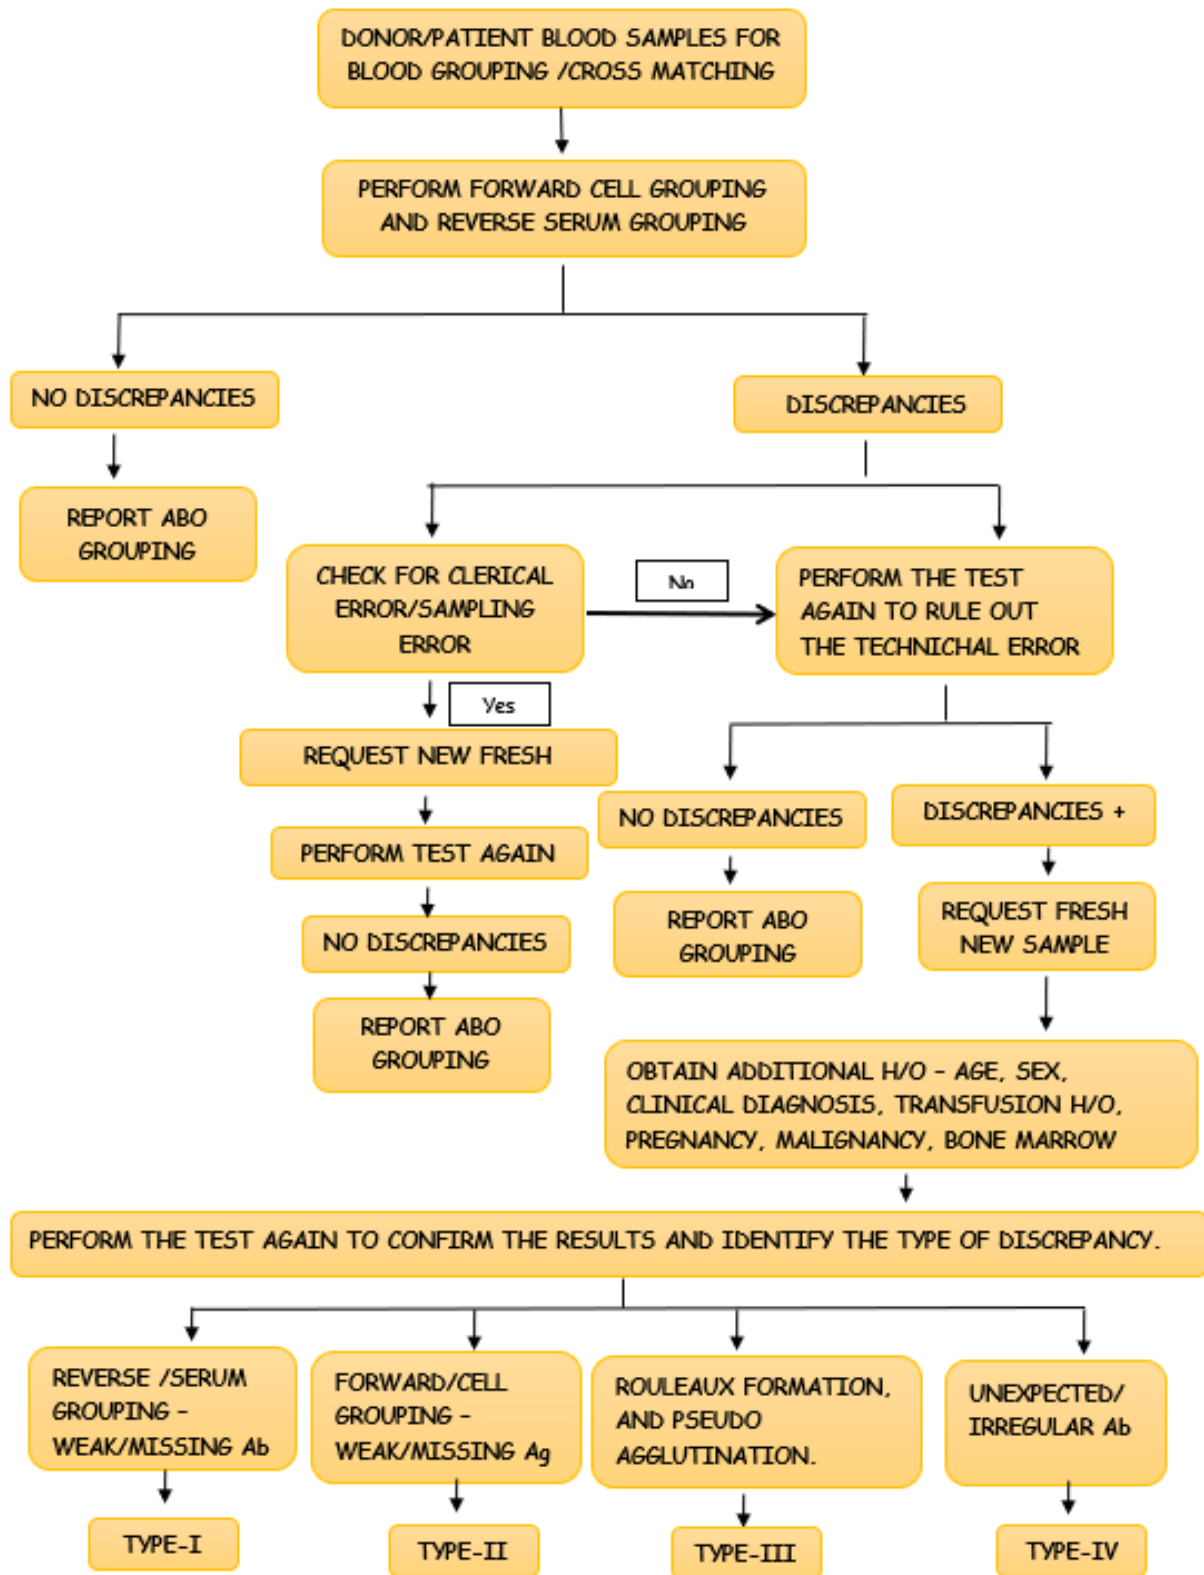 DONOR/PATIENT BLOOD SAMPLES FOR
BLOOD GROUPING /CROSS MATCHING
PERFORM FORWARD CELL GROUPING
AND REVERSE SERUM GROUPING
NO DISCREPANCIES
DISCREPANCIES
REPORT ABO
GROUPING
CHECK FOR CLERICAL
ERROR/SAMPLING
ERROR
No
PERFORM THE TEST
AGAIN TO RULE OUT
THE TECHNICHAL ERROR
Yes
REQUEST NEW FRESH
PERFORM TEST AGAIN
NO DISCREPANCIES
REPORT ABO
GROUPING
NO DISCREPANCIES
REPORT ABO
GROUPING
DISCREPANCIES +
REQUEST FRESH
NEW SAMPLE
OBTAIN ADDITIONAL H/O – AGE, SEX,
CLINICAL DIAGNOSIS, TRANSFUSION H/O,
PREGNANCY, MALIGNANCY, BONE MARROW
PERFORM THE TEST AGAIN TO CONFIRM THE RESULTS AND IDENTIFY THE TYPE OF DISCREPANCY.
REVERSE /SERUM
GROUPING –
WEAK/MISSING Ab
FORWARD/CELL
GROUPING –
WEAK/MISSING Ag
ROULEAUX FORMATION,
AND PSEUDO
AGGLUTINATION.
UNEXPECTED/
IRREGULAR Ab
TYPE-I
TYPE-II
TYPE-III
TYPE-IV